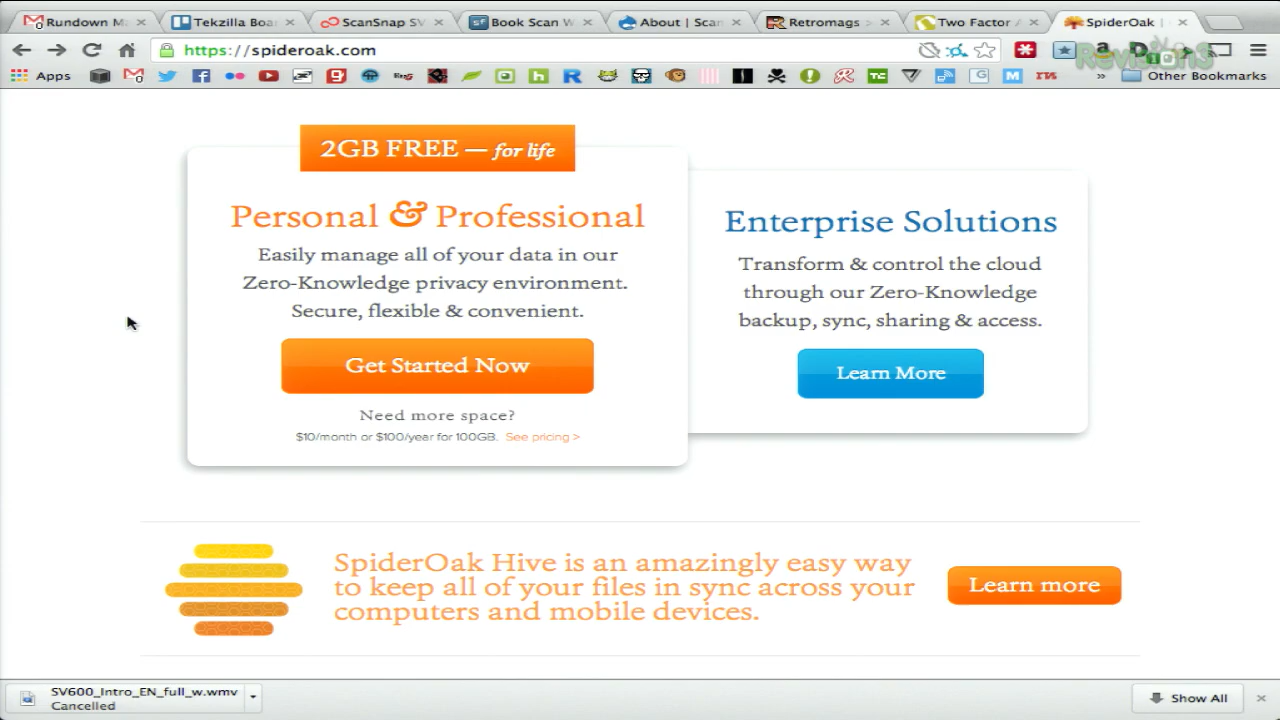 Rundown Ma
Tekzilla Boar
ScanSnap SV
Book Scan W
About | Scan
Retromags
Two Factor A
SpiderOak |
https://spideroak.com
Revision3
Apps
Other Bookmarks
2GB FREE — for life
Personal & Professional
Easily manage all of your data in our
Zero-Knowledge privacy environment.
Secure, flexible & convenient.
Get Started Now
Need more space?
$10/month or $100/year for 100GB. See pricing >
Enterprise Solutions
Transform & control the cloud
through our Zero-Knowledge
backup, sync, sharing & access.
Learn More
SpiderOak Hive is an amazingly easy way
to keep all of your files in sync across your
computers and mobile devices.
Learn more
SV600_Intro_EN_full_w.wmv
Cancelled
Show All